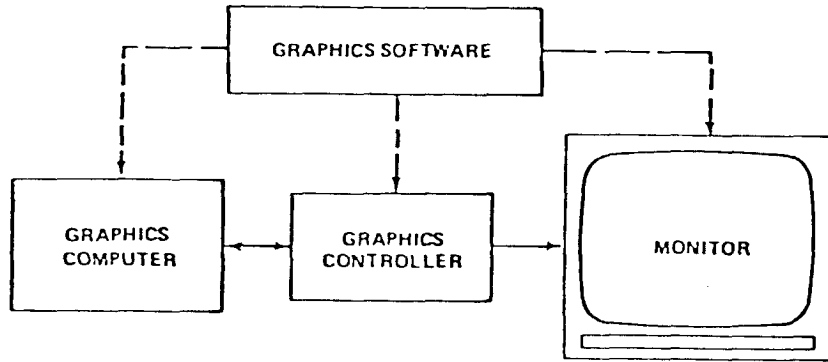 GRAPHICS SOFTWARE
GRAPHICS
COMPUTER
GRAPHICS
CONTROLLER
MONITOR